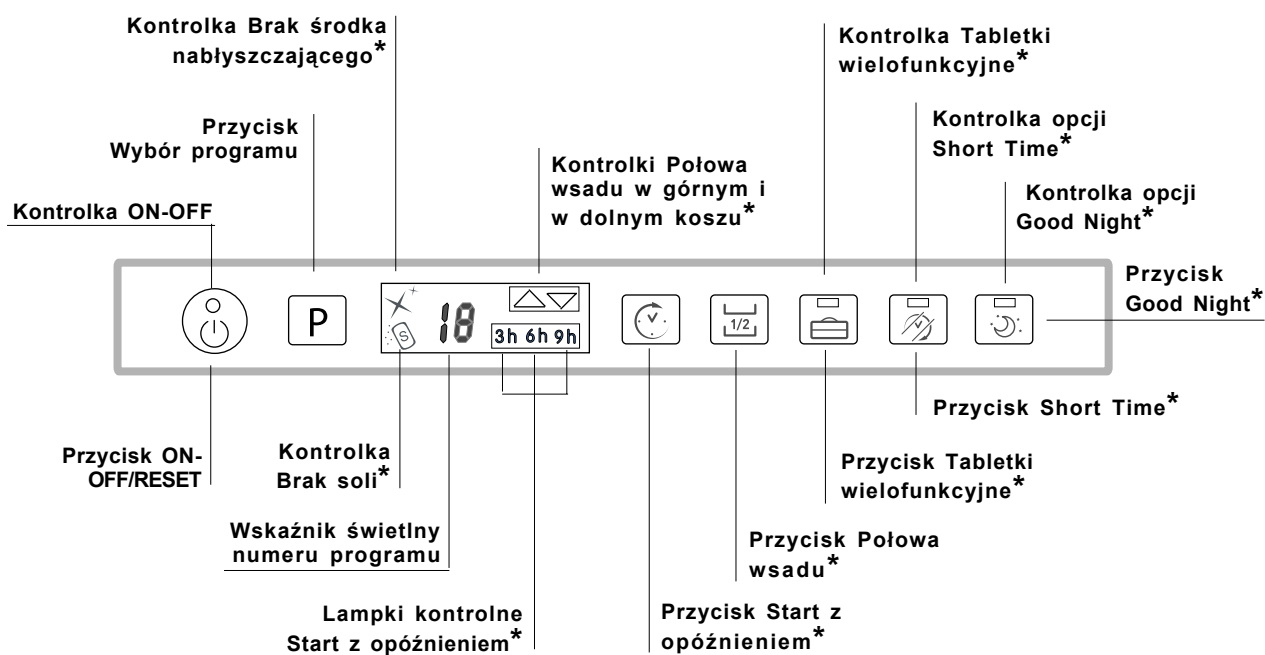 Kontrolka Brak środka
nabłyszczającego*
Kontrolka Tabletki
wielofunkcyjne*
Przycisk
Wybór programu
Kontrolka opcji
Short Time*
Kontrolki Połowa
wsadu w górnym i
w dolnym koszu*
Kontrolka ON-OFF
Kontrolka opcji
Good Night*
Przycisk
Good Night*
P
S
18
3h 6h 9h
1/2
Przycisk Short Time*
Przycisk ON-
OFF/RESET
Kontrolka
Brak soli*
Przycisk Tabletki
wielofunkcyjne*
Wskaźnik świetlny
numeru programu
Przycisk Połowa
wsadu*
Lampki kontrolne
Start z opóźnieniem*
Przycisk Start z
opóźnieniem*